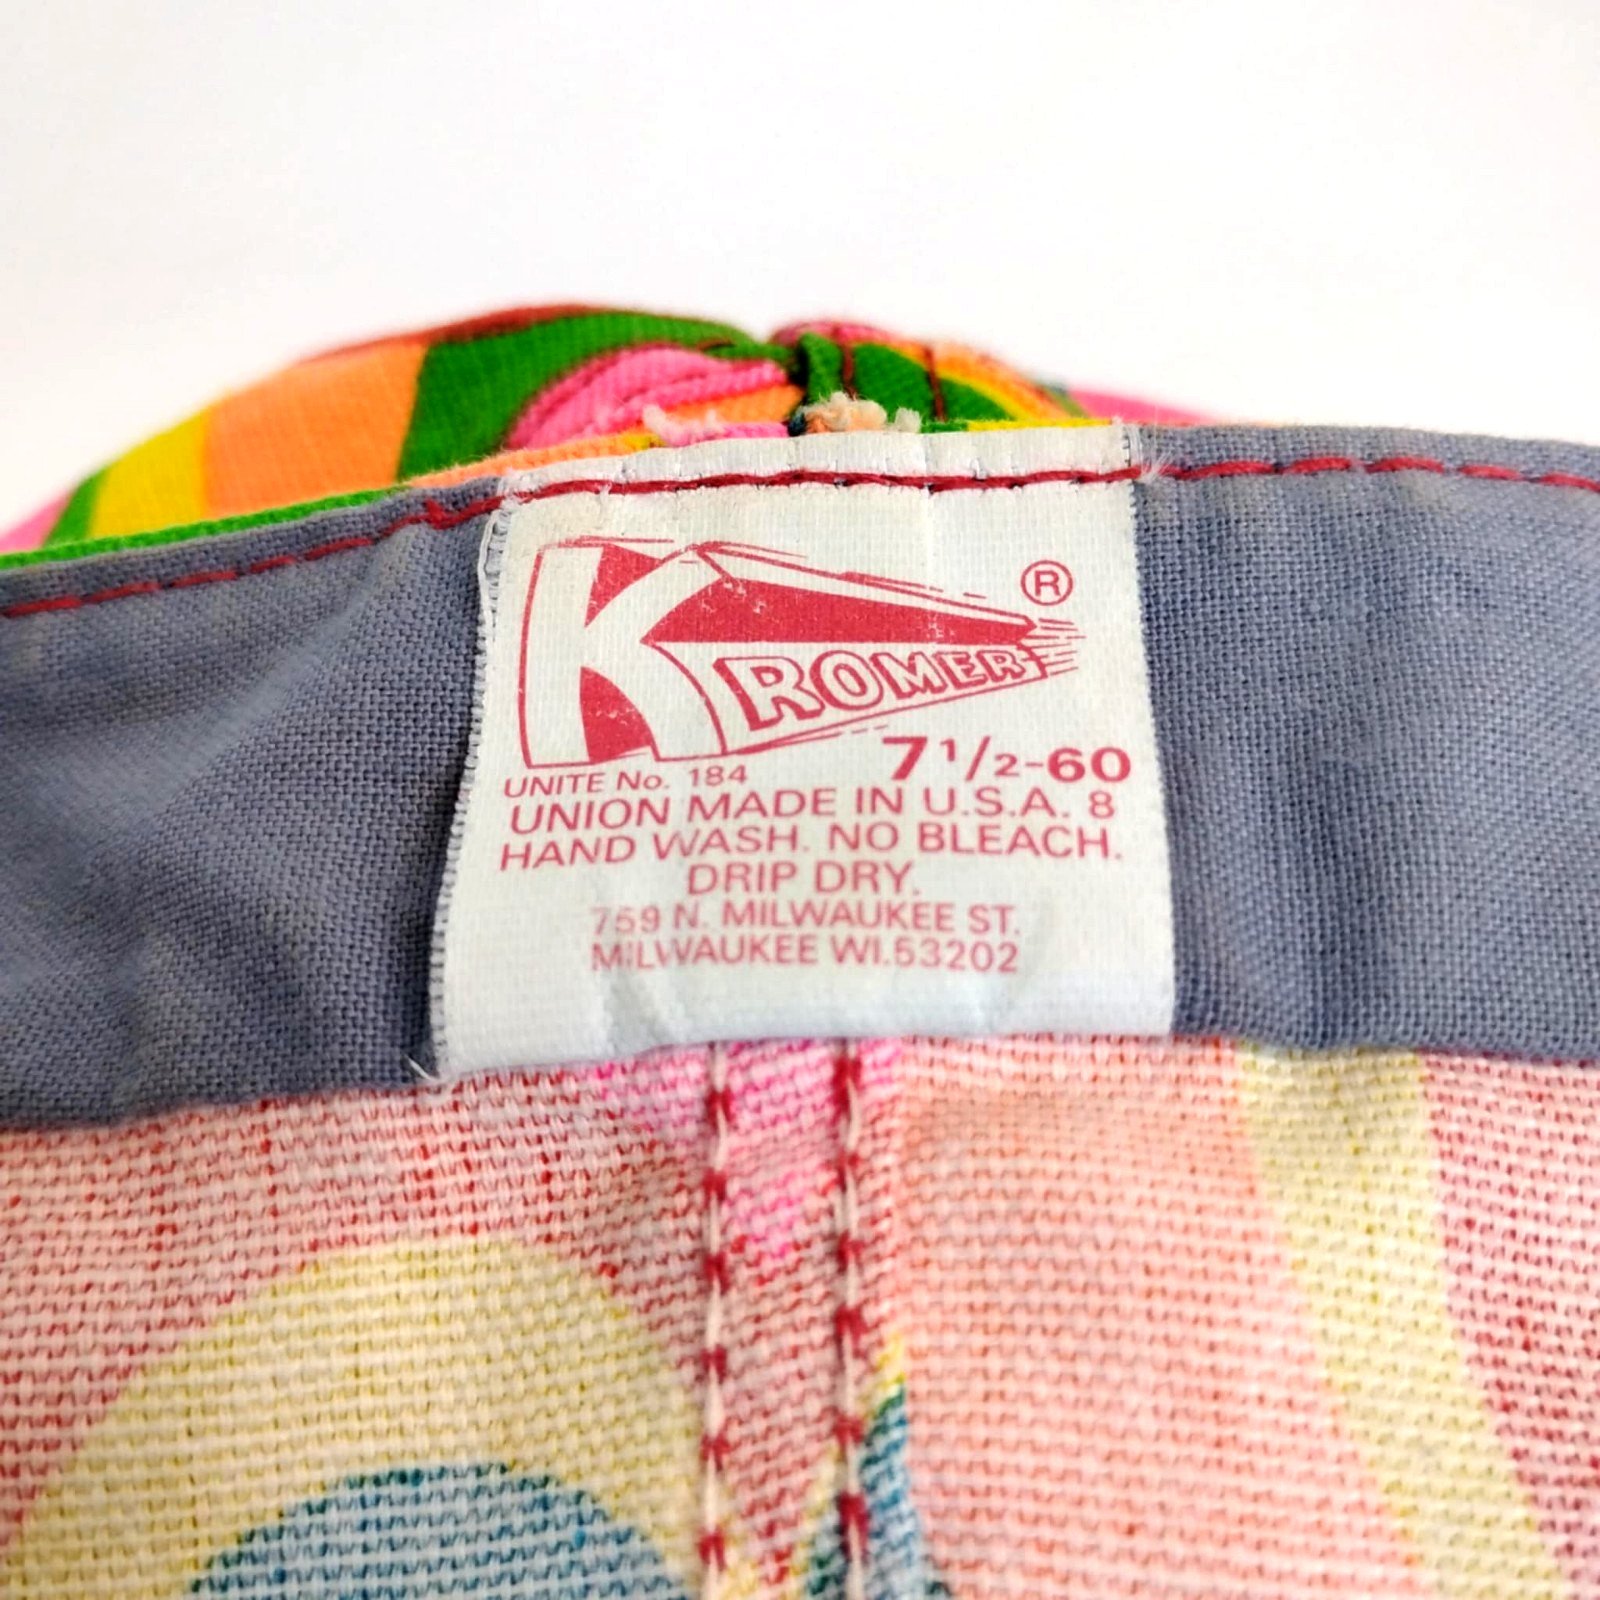 KROMER ®
7 1/2-60
UNITE No. 184
UNION MADE IN U.S.A. 8
HAND WASH. NO BLEACH.
DRIP DRY.
759 N. MILWAUKEE ST.
MILWAUKEE WI.53202